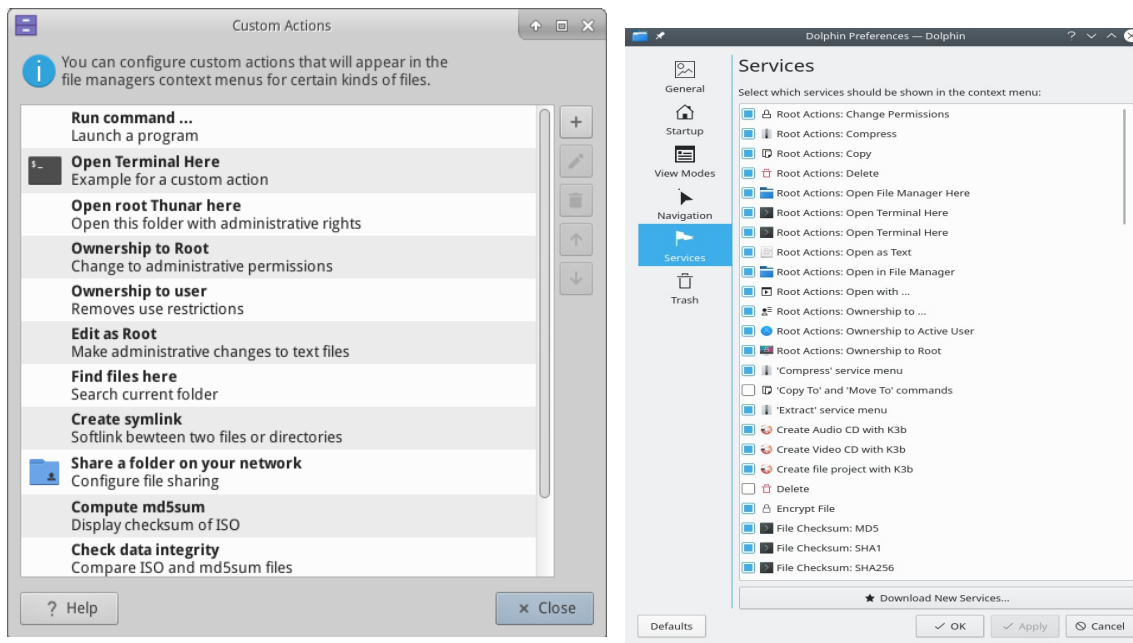 Custom Actions
You can configure custom actions that will appear in the
file managers context menus for certain kinds of files.
Run command ...
Launch a program
Open Terminal Here
Example for a custom action
Open root Thunar here
Open this folder with administrative rights
Ownership to Root
Change to administrative permissions
Ownership to user
Removes use restrictions
Edit as Root
Make administrative changes to text files
Find files here
Search current folder
Create symlink
Softlink bewteen two files or directories
Share a folder on your network
Configure file sharing
Compute md5sum
Display checksum of ISO
Check data integrity
Compare ISO and md5sum files
? Help
× Close
Dolphin Preferences — Dolphin
General
Startup
View Modes
Navigation
Services
Trash
Services
Select which services should be shown in the context menu:
Root Actions: Change Permissions
Root Actions: Compress
Root Actions: Copy
Root Actions: Delete
Root Actions: Open File Manager Here
Root Actions: Open Terminal Here
Root Actions: Open Terminal Here
Root Actions: Open as Text
Root Actions: Open in File Manager
Root Actions: Open with ...
Root Actions: Ownership to ...
Root Actions: Ownership to Active User
Root Actions: Ownership to Root
'Compress' service menu
'Copy To' and 'Move To' commands
'Extract' service menu
Create Audio CD with K3b
Create Video CD with K3b
Create file project with K3b
Delete
Encrypt File
File Checksum: MD5
File Checksum: SHA1
File Checksum: SHA256
Download New Services...
Defaults
OK
Apply
Cancel